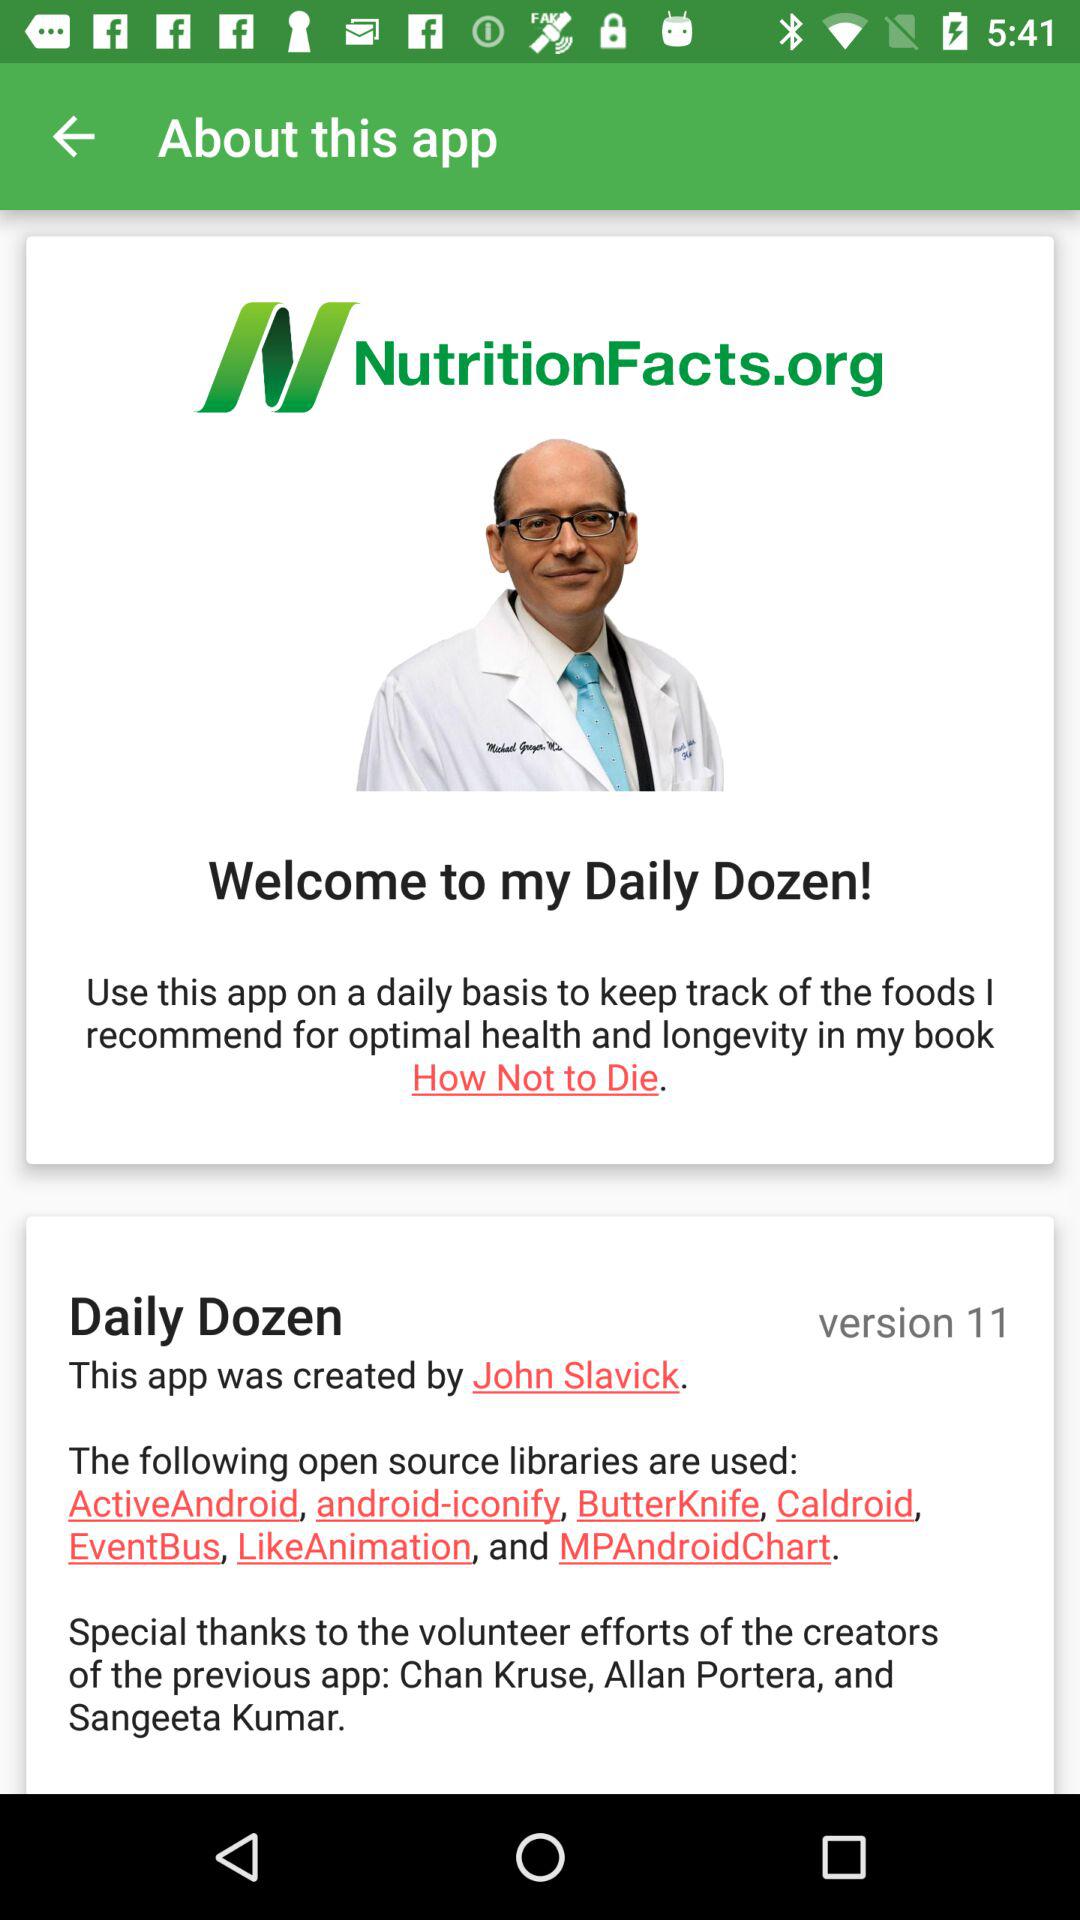 FAKE
5:41
About this app
NutritionFacts.org
Michael Greger, M.D.
Welcome to my Daily Dozen!
Use this app on a daily basis to keep track of the foods I
recommend for optimal health and longevity in my book
How Not to Die.
Daily Dozen
version 11
This app was created by John Slavick.
The following open source libraries are used:
ActiveAndroid, android-iconify, ButterKnife, Caldroid,
EventBus, LikeAnimation, and MPAndroidChart.
Special thanks to the volunteer efforts of the creators
of the previous app: Chan Kruse, Allan Portera, and
Sangeeta Kumar.